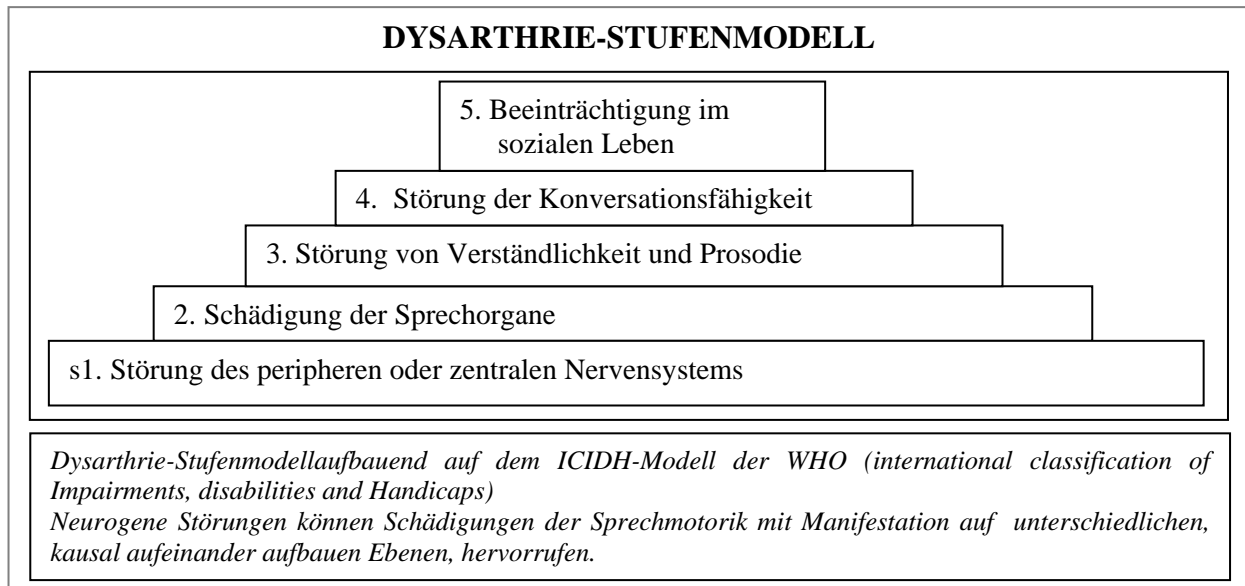 DYSARTHRIE-STUFENMODELL
5. Beeinträchtigung im
sozialen Leben
4. Störung der Konversationsfähigkeit
3. Störung von Verständlichkeit und Prosodie
2. Schädigung der Sprechorgane
s1. Störung des peripheren oder zentralen Nervensystems
Dysarthrie-Stufenmodellaufbauend auf dem ICIDH-Modell der WHO (international classification of
Impairments, disabilities and Handicaps)
Neurogene Störungen können Schädigungen der Sprechmotorik mit Manifestation auf unterschiedlichen,
kausal aufeinander aufbauen Ebenen, hervorrufen.